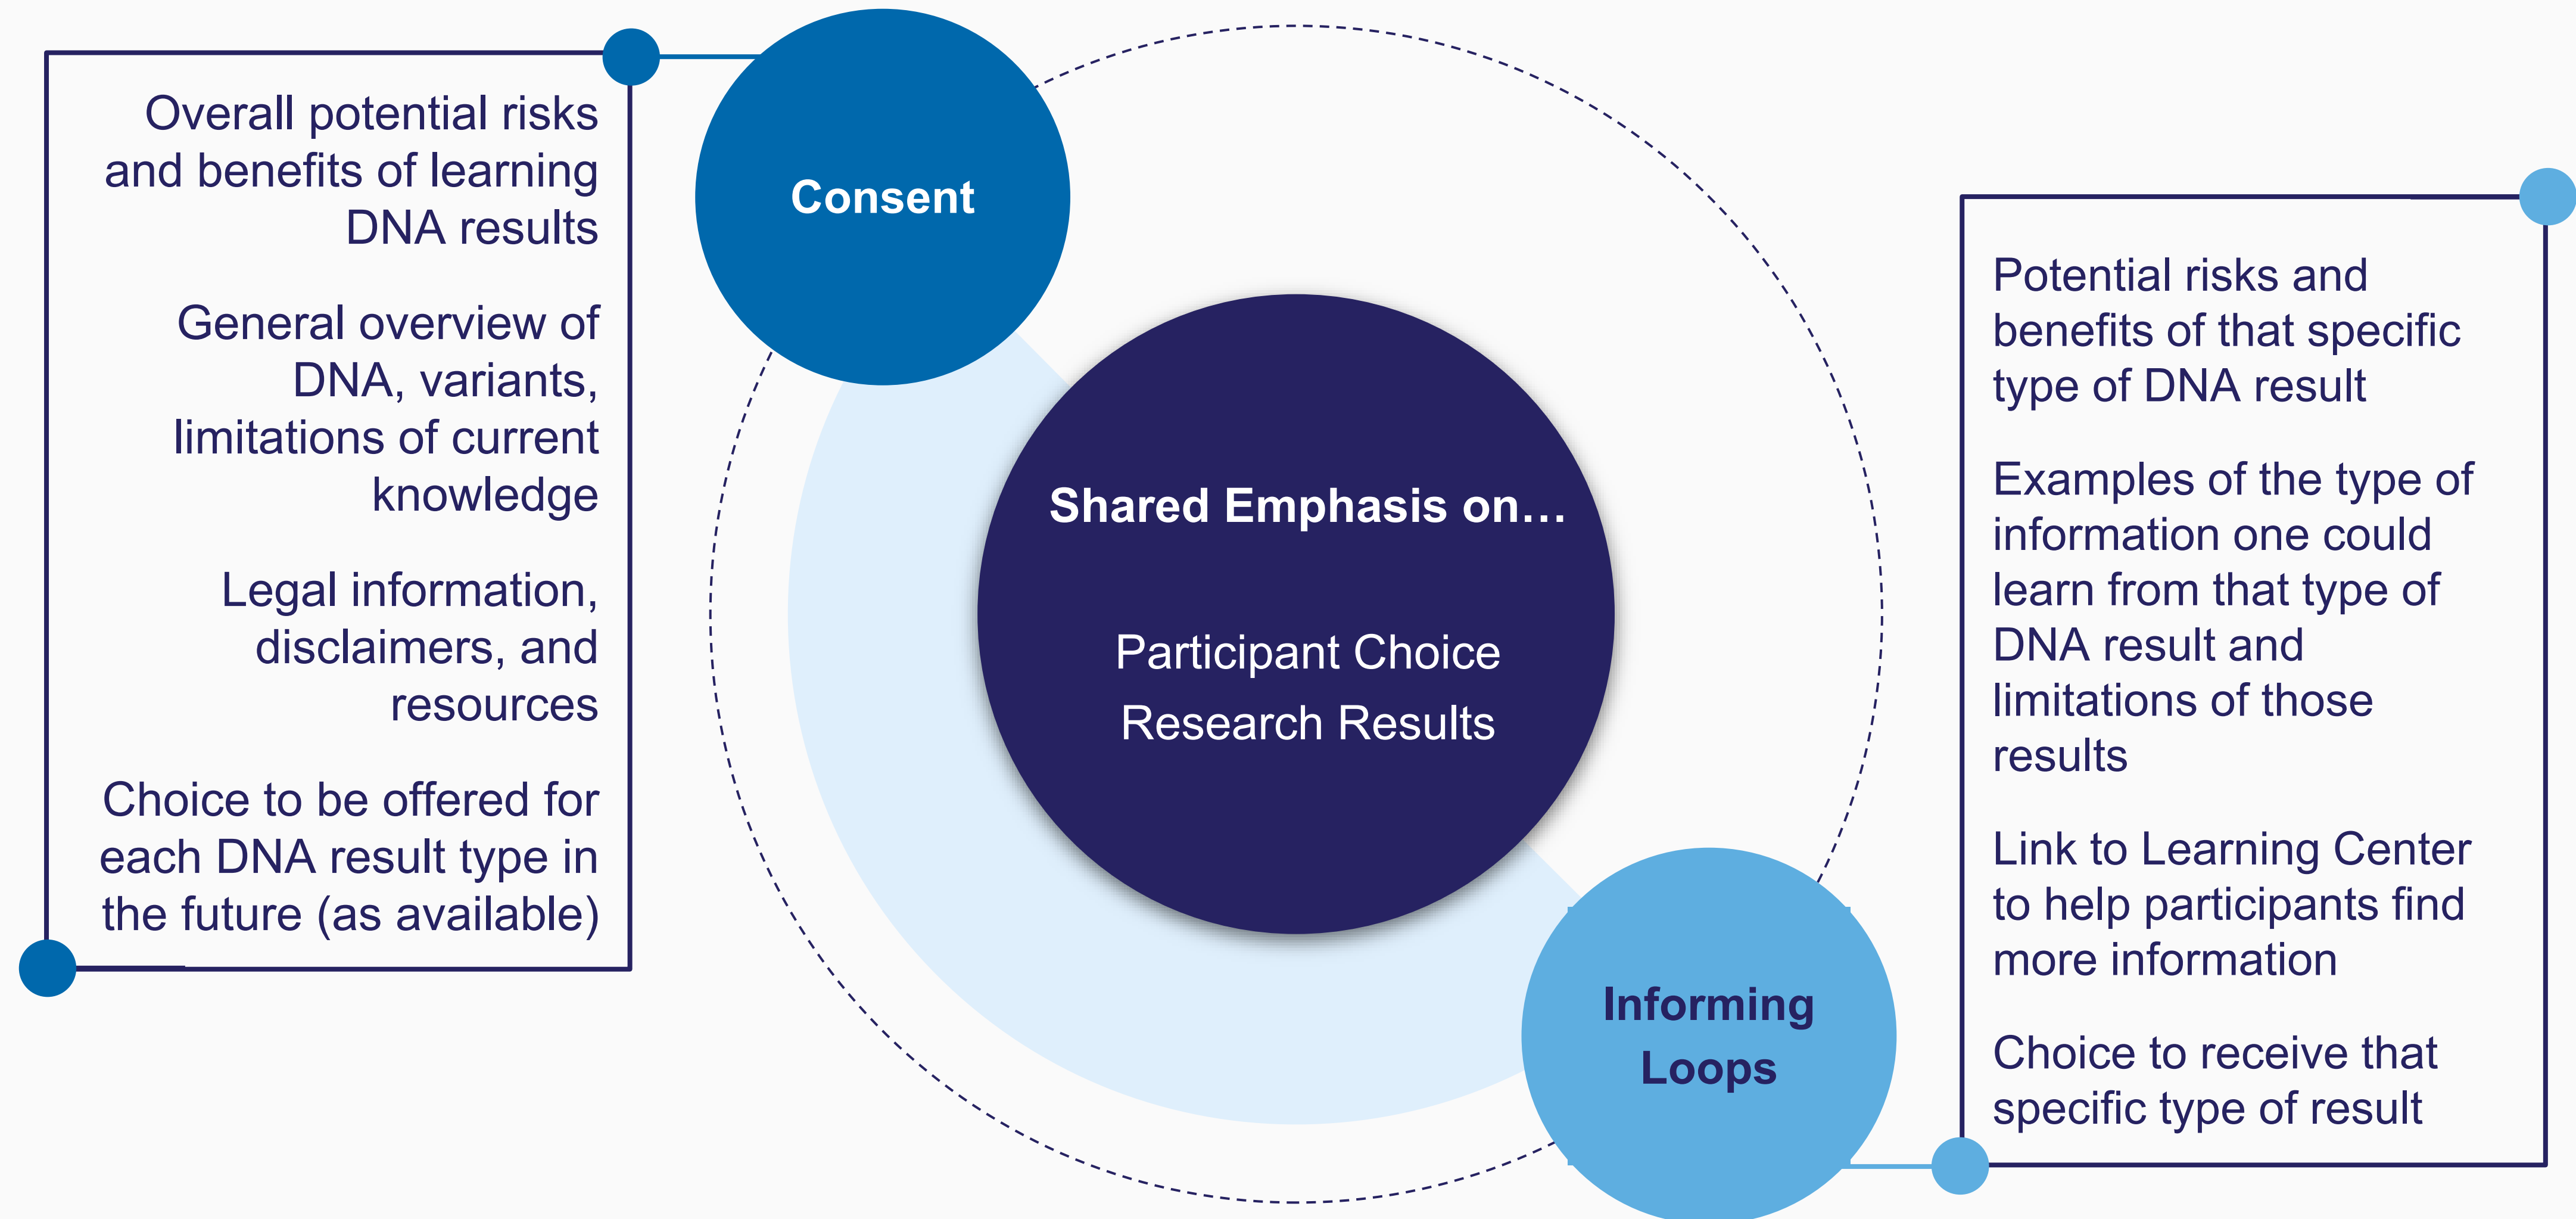 Overall potential risks
and benefits of learning
DNA results
General overview of
DNA, variants,
limitations of current
knowledge
Legal information,
disclaimers, and
resources
Choice to be offered for
each DNA result type in
the future (as available)
Consent
Shared Emphasis on…
Participant Choice
Research Results
Informing
Loops
Potential risks and
benefits of that specific
type of DNA result
Examples of the type of
information one could
learn from that type of
DNA result and
limitations of those
results
Link to Learning Center
to help participants find
more information
Choice to receive that
specific type of result